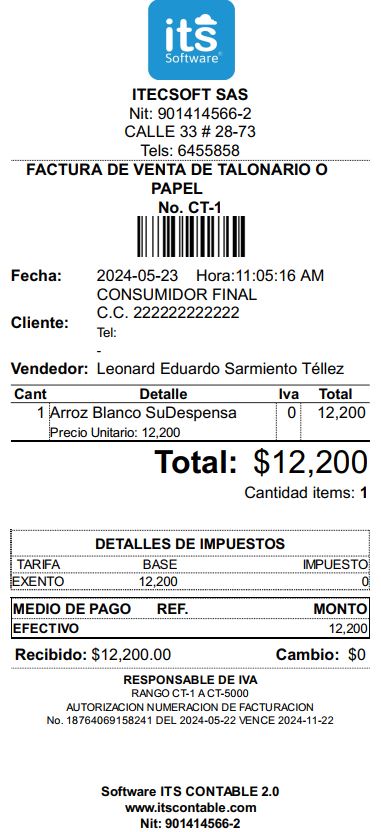 its
Software
ITECSOFT SAS
Nit: 901414566-2
CALLE 33 # 28-73
Tels: 6455858
FACTURA DE VENTA DE TALONARIO O
PAPEL
No. CT-1
Fecha: 2024-05-23 Hora:11:05:16 AM
CONSUMIDOR FINAL
Cliente: C.C. 222222222222
Tel:
-
Vendedor: Leonard Eduardo Sarmiento Téllez
Cant Detalle Iva Total
1 Arroz Blanco SuDespensa 0 12,200
Precio Unitario: 12,200
Total: $12,200
Cantidad items: 1
DETALLES DE IMPUESTOS
TARIFA BASE IMPUESTO
EXENTO 12,200 0
MEDIO DE PAGO REF. MONTO
EFECTIVO 12,200
Recibido: $12,200.00 Cambio: $0
RESPONSABLE DE IVA
RANGO CT-1 A CT-5000
AUTORIZACION NUMERACION DE FACTURACION
No. 18764069158241 DEL 2024-05-22 VENCE 2024-11-22
Software ITS CONTABLE 2.0
www.itscontable.com
Nit: 901414566-2